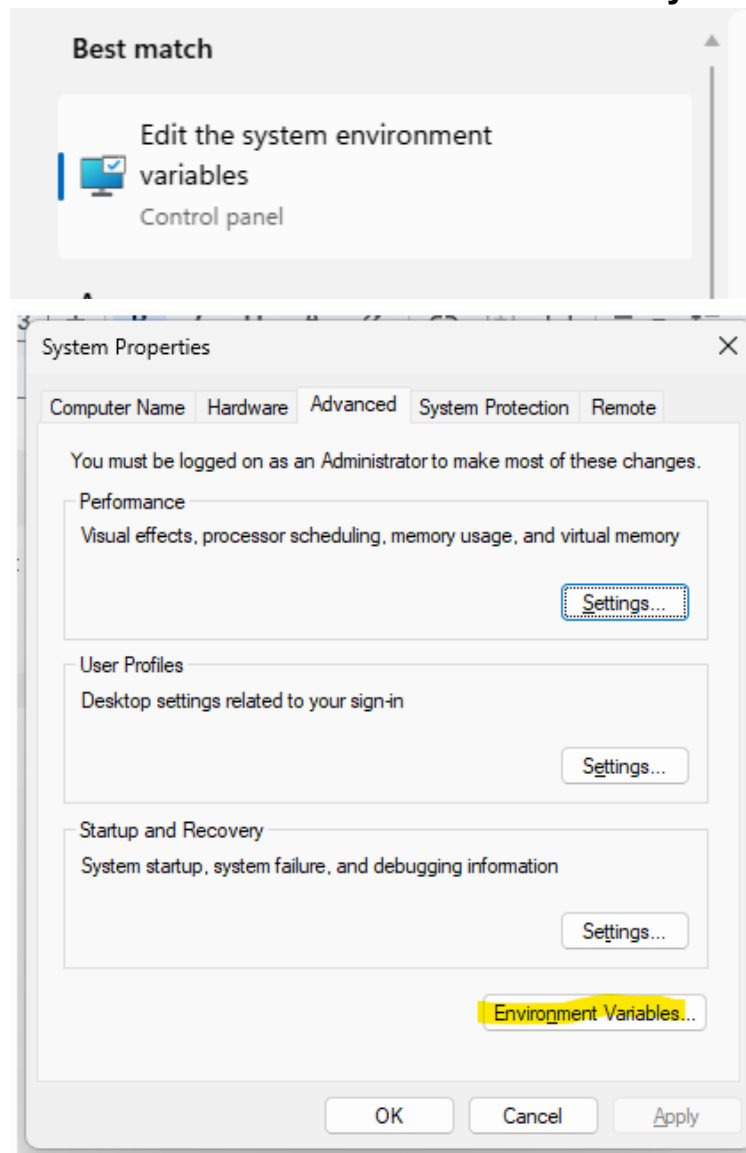 Best match
Edit the system environment
variables
Control panel
System Properties
Computer Name Hardware Advanced System Protection Remote
You must be logged on as an Administrator to make most of these changes.
Performance
Visual effects, processor scheduling, memory usage, and virtual memory
Settings...
User Profiles
Desktop settings related to your sign-in
Settings...
Startup and Recovery
System startup, system failure, and debugging information
Settings...
Environment Variables...
OK Cancel Apply